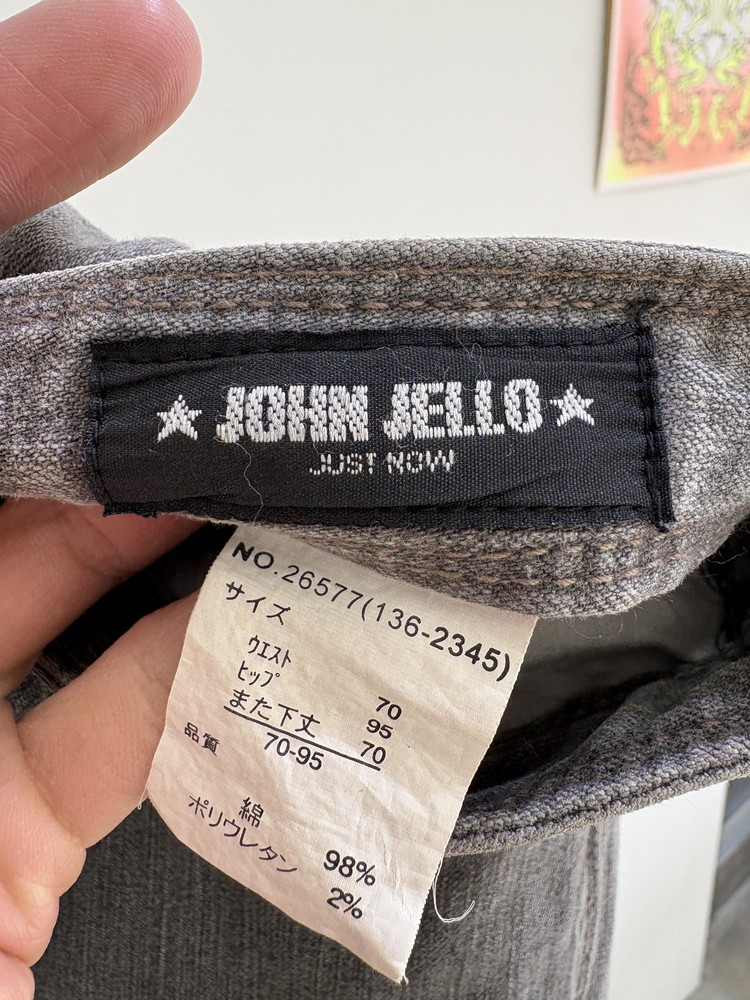 ★ JOHN JELLO ★
JUST NOW
NO.26577(136-2345)
サイズ
ウエスト 70
ヒップ 95
また下丈 70
70-95
品質
綿 98%
ポリウレタン 2%